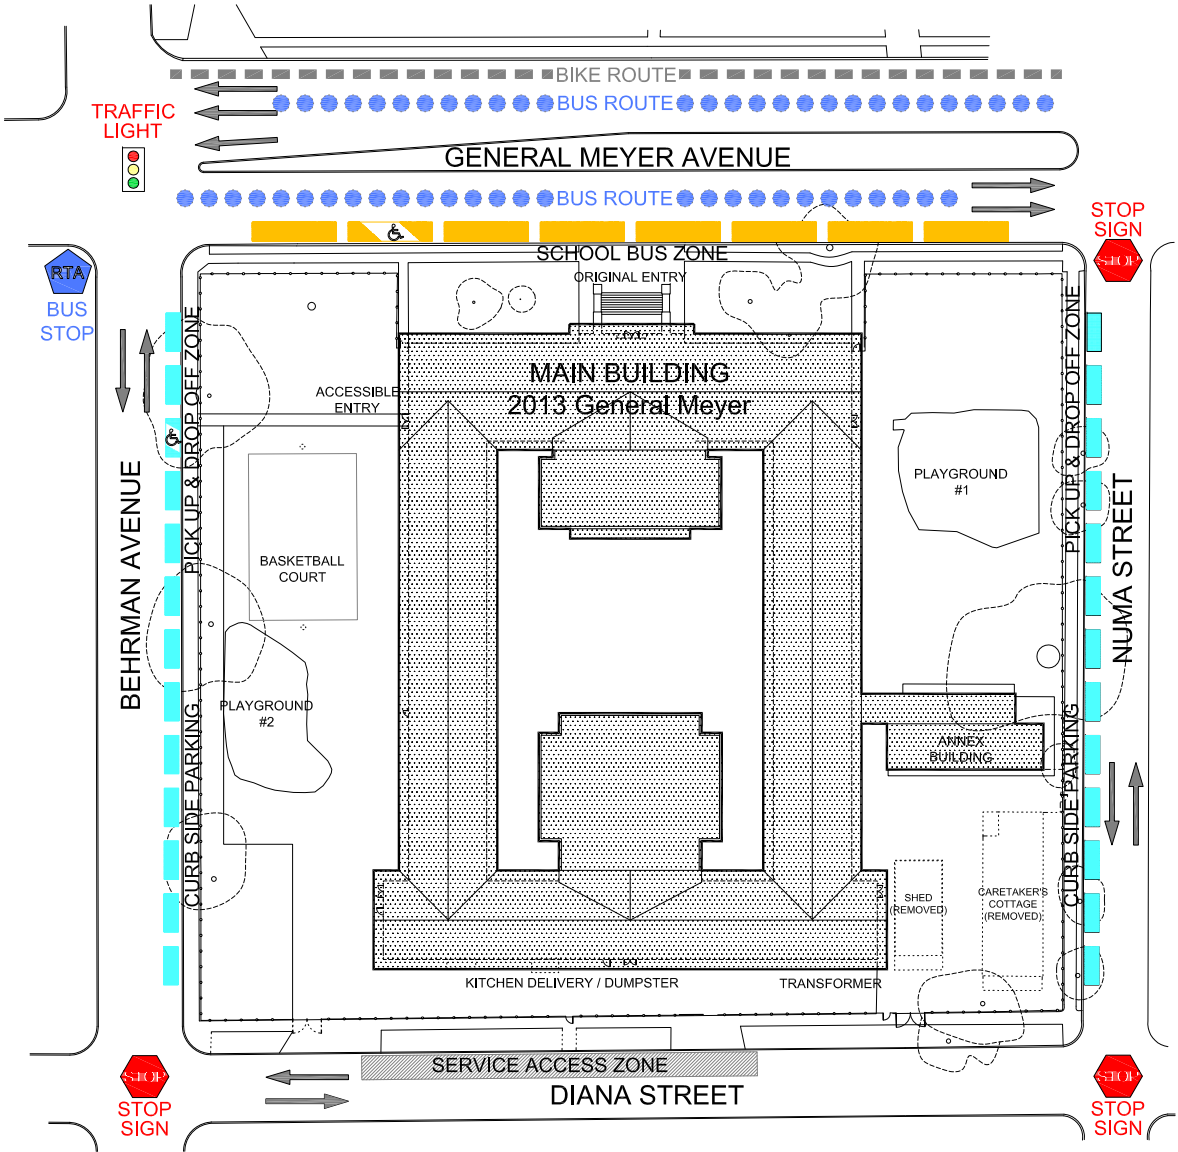 BIKE ROUTE
BUS ROUTE
TRAFFIC
LIGHT
GENERAL MEYER AVENUE
BUS ROUTE
STOP
SIGN
STOP
SCHOOL BUS ZONE
ORIGINAL ENTRY
RTA
BUS
STOP
PICK UP & DROP OFF ZONE
PICK UP & DROP OFF ZONE
MAIN BUILDING
2013 General Meyer
ACCESSIBLE
ENTRY
BEHRMAN AVENUE
NUMA STREET
PLAYGROUND
#1
BASKETBALL
COURT
PLAYGROUND
#2
CURB SIDE PARKING
CURB SIDE PARKING
ANNEX
BUILDING
SHED
(REMOVED)
CARETAKER'S
COTTAGE
(REMOVED)
KITCHEN DELIVERY / DUMPSTER
TRANSFORMER
SERVICE ACCESS ZONE
DIANA STREET
STOP
STOP
SIGN
STOP
STOP
SIGN